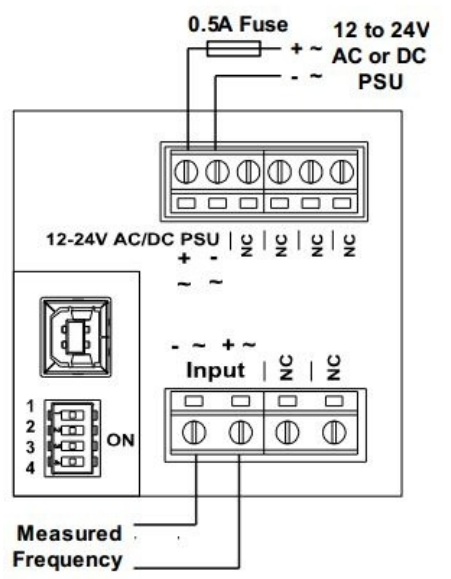 0.5A Fuse
12 to 24V
+ ~ AC or DC
- ~ PSU
12-24V AC/DC PSU | NC | NC | NC | NC
+ -
~ ~
- ~ + ~
Input | NC | NC
1
2
3
4
ON
Measured
Frequency